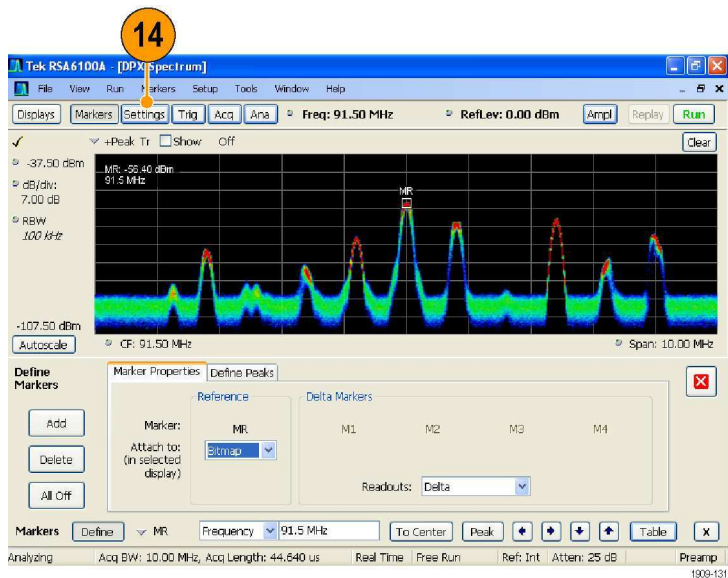 14
Tek RSA6100A - [DPX Spectrum]
File View Run Markers Setup Tools Window Help
Displays Markers Settings Trig Acq Ana Freq: 91.50 MHz RefLev: 0.00 dBm Ampl Replay Run
+Peak Tr Show Off Clear
-37.50 dBm
MR: -56.40 dBm
91.5 MHz
dB/div:
7.00 dB
MR
RBW
100 kHz
-107.50 dBm
Autoscale CF: 91.50 MHz Span: 10.00 MHz
Define
Markers
Marker Properties Define Peaks
Reference Delta Markers
Add Marker: MR M1 M2 M3 M4
Attach to:
(in selected
display)
Bitmap
Delete
Readouts: Delta
All Off
Markers Define MR Frequency 91.5 MHz To Center Peak Table X
Analyzing Acq BW: 10.00 MHz, Acq Length: 44.640 us Real Time Free Run Ref: Int Atten: 25 dB Preamp
1909-131